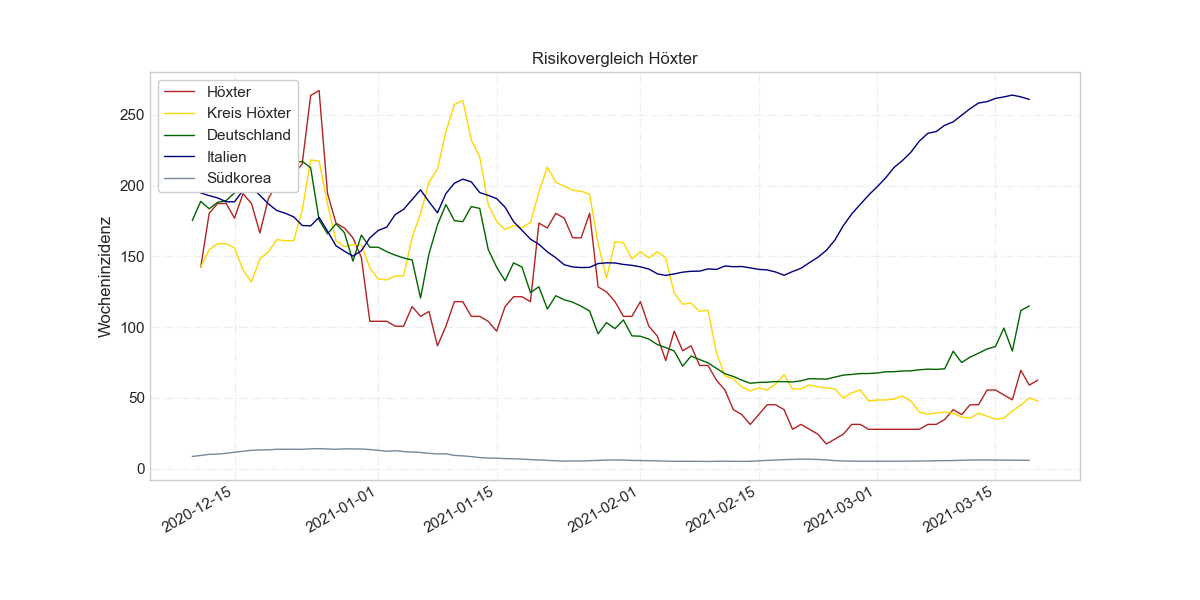 Risikovergleich Höxter
Höxter
Kreis Höxter
Deutschland
Italien
Südkorea
Wocheninzidenz
250
200
150
100
50
0
2020-12-15
2021-01-01
2021-01-15
2021-02-01
2021-02-15
2021-03-01
2021-03-15